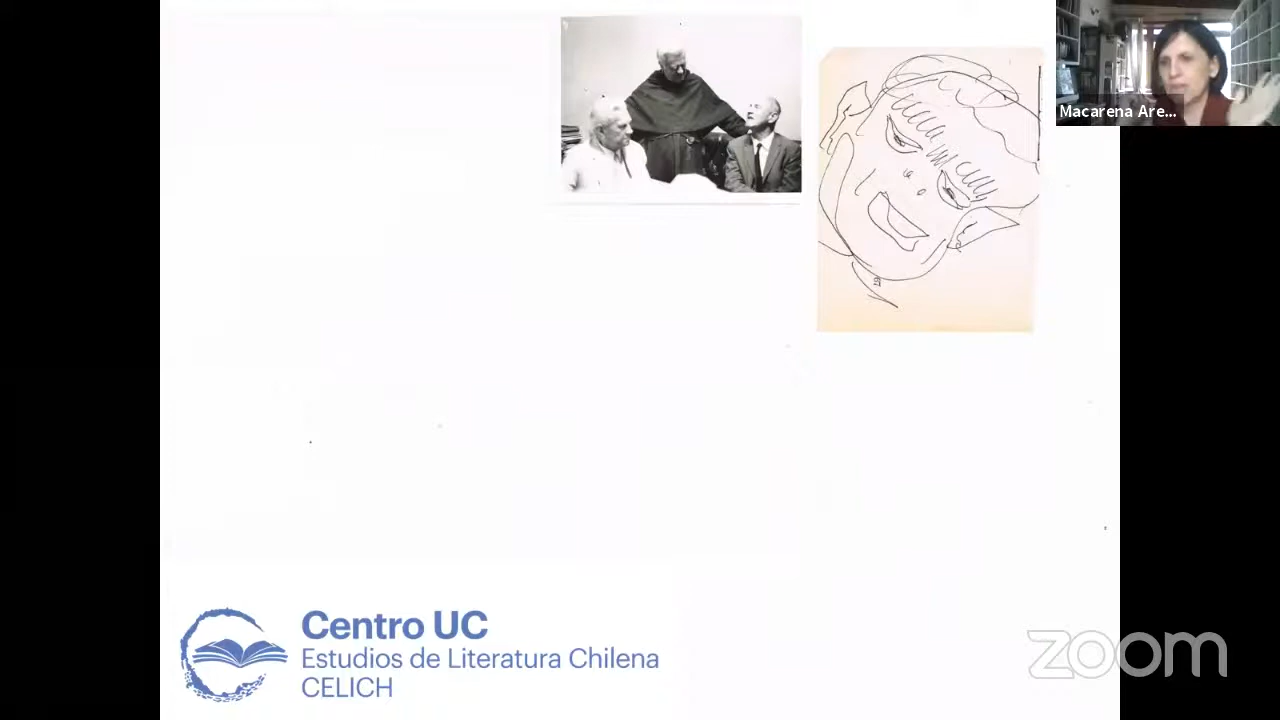 Macarena Are...
Centro UC
Estudios de Literatura Chilena
CELICH
zoom